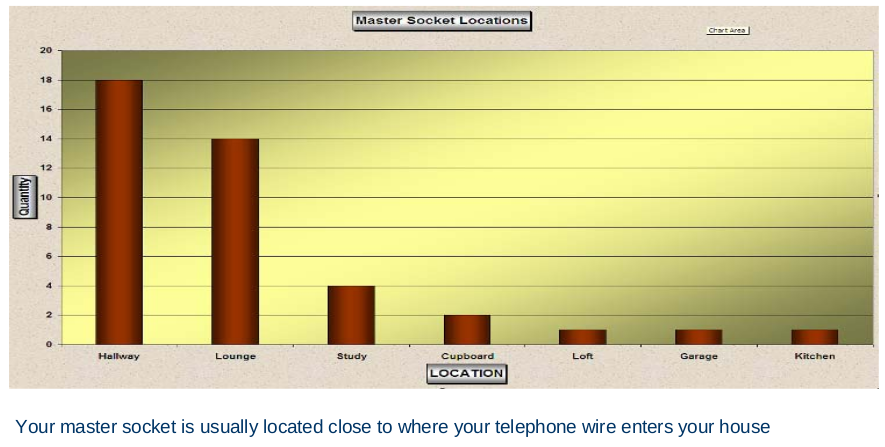 Master Socket Locations
Chart Area
20
18
16
14
12
10
8
6
4
2
0
Quantity
Hallway Lounge Study Cupboard Loft Garage Kitchen
LOCATION
Your master socket is usually located close to where your telephone wire enters your house